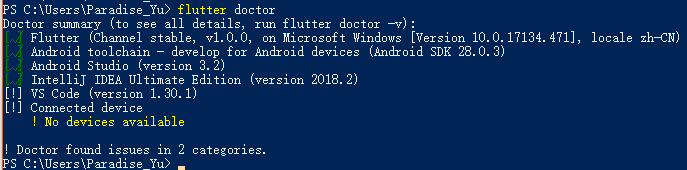 PS C:\Users\Paradise_Yu> flutter doctor
Doctor summary (to see all details, run flutter doctor -v):
[√] Flutter (Channel stable, v1.0.0, on Microsoft Windows [Version 10.0.17134.471], locale zh-CN)
[√] Android toolchain - develop for Android devices (Android SDK 28.0.3)
[√] Android Studio (version 3.2)
[√] IntelliJ IDEA Ultimate Edition (version 2018.2)
[!] VS Code (version 1.30.1)
[!] Connected device
! No devices available
! Doctor found issues in 2 categories.
PS C:\Users\Paradise_Yu>